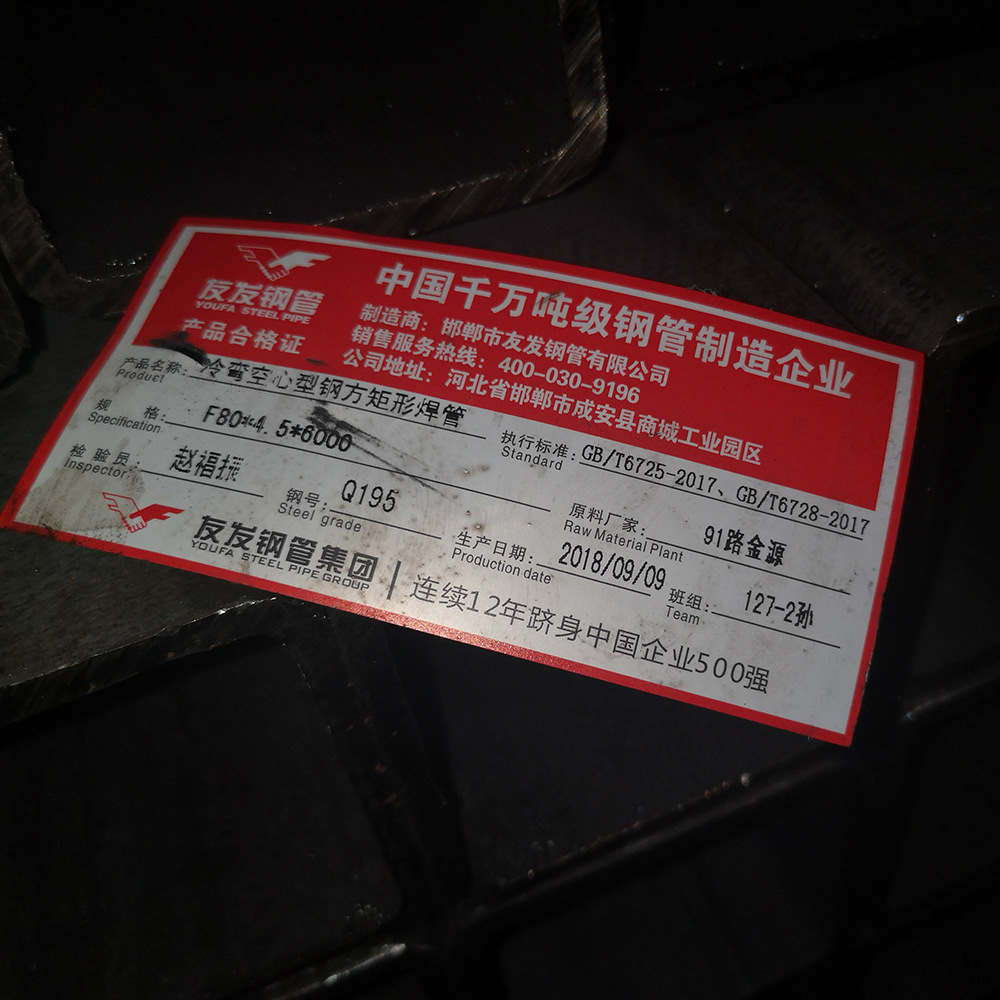 友发钢管
YOUFA STEEL PIPE
产品合格证
中国千万吨级钢管制造企业
制造商：邯郸市友发钢管有限公司
销售服务热线：400-030-9196
公司地址：河北省邯郸市成安县商城工业园区
产品名称：冷弯空心型钢方矩形焊管
Product
执行标准：GB/T6725-2017、GB/T6728-2017
Standard
规 格：F80*4.5*6000
Specification
原料厂家：91路金源
Raw Material Plant
检 验 员：赵福振
Inspector:
钢号：Q195
Steel grade
生产日期：2018/09/09
Production date
班组：127-2孙
Team
友发钢管集团
YOUFA STEEL PIPE GROUP
连续12年跻身中国企业500强